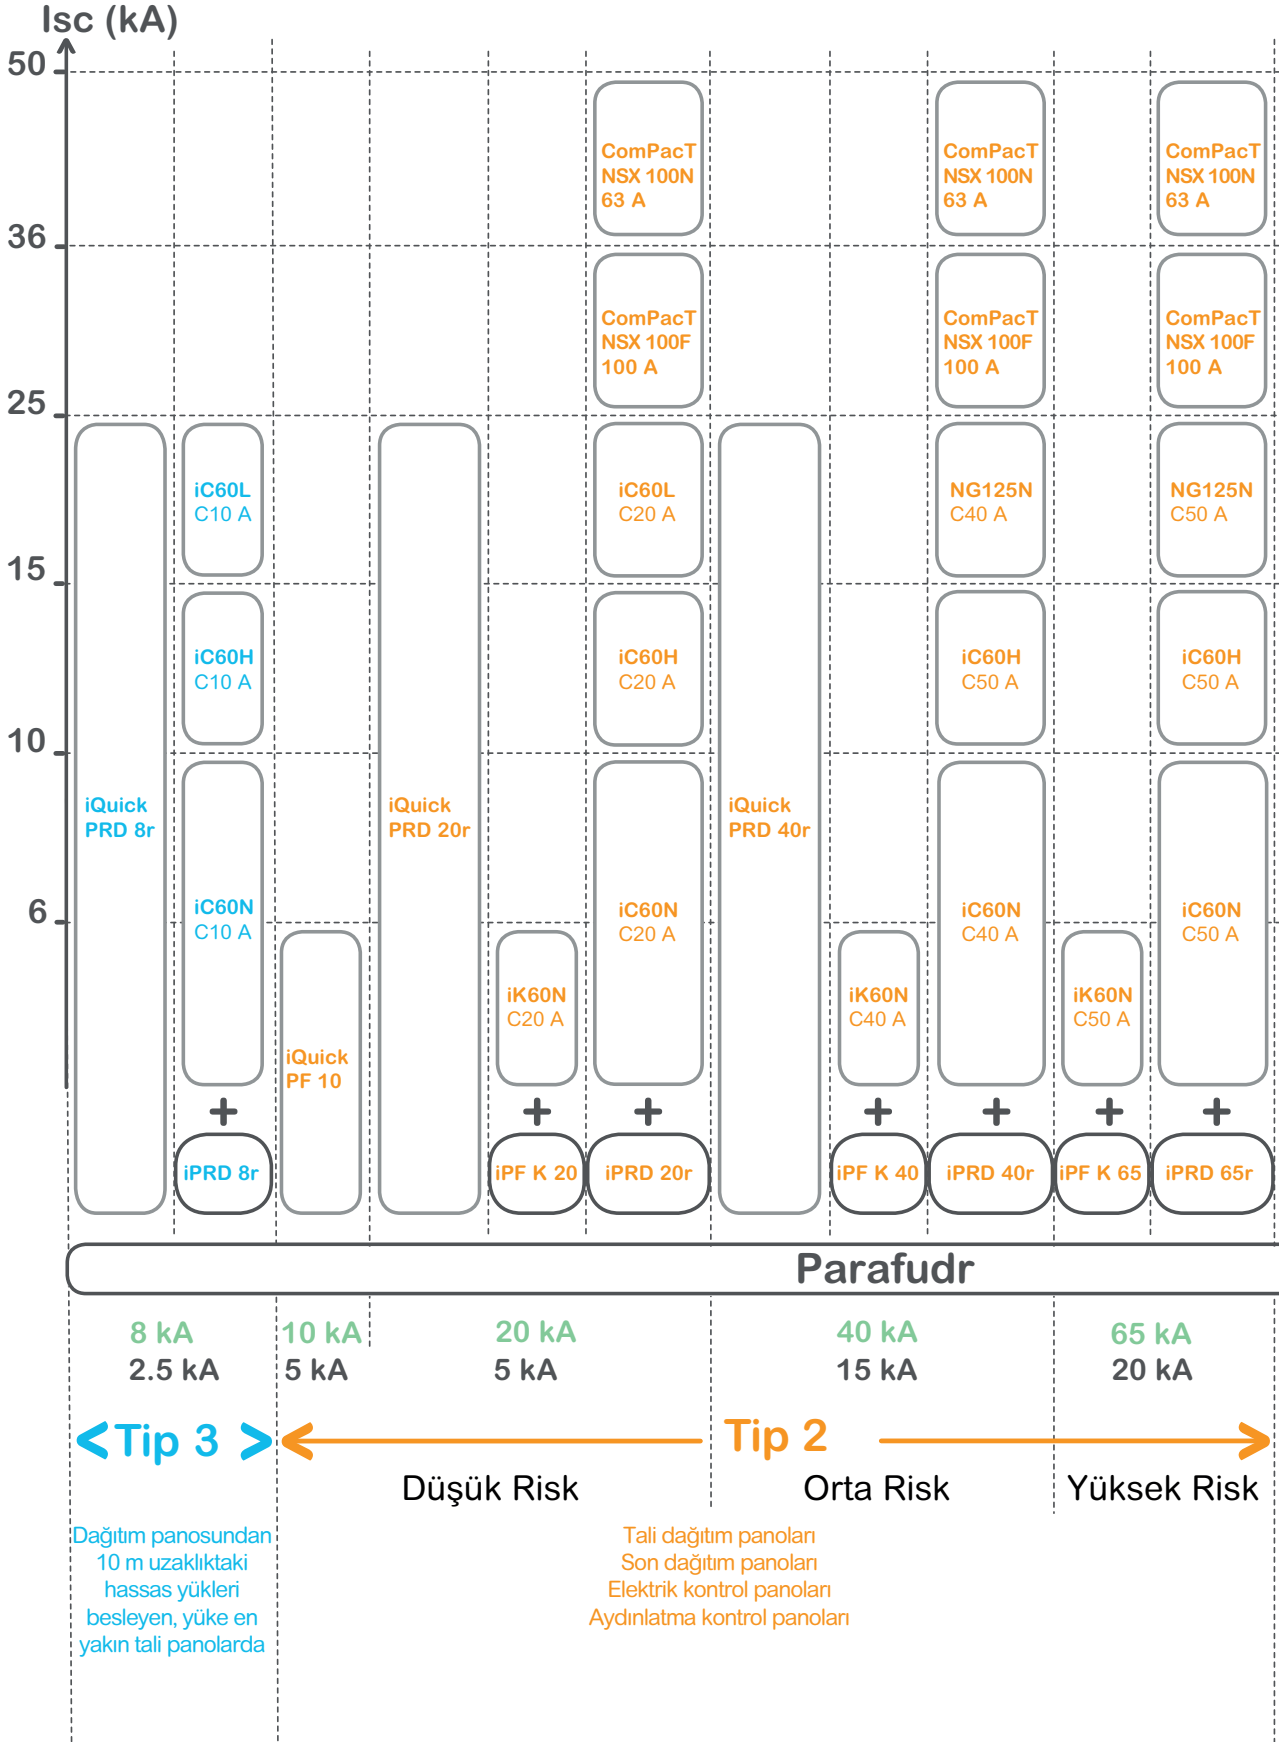 Isc (kA)
50
ComPacT
NSX 100N
63 A
ComPacT
NSX 100N
63 A
ComPacT
NSX 100N
63 A
36
ComPacT
NSX 100F
100 A
ComPacT
NSX 100F
100 A
ComPacT
NSX 100F
100 A
25
iC60L
C10 A
iC60L
C20 A
NG125N
C40 A
NG125N
C50 A
15
iC60H
C10 A
iC60H
C20 A
iC60H
C50 A
iC60H
C50 A
10
iQuick
PRD 8r
iQuick
PRD 20r
iQuick
PRD 40r
6
iC60N
C10 A
iC60N
C20 A
iC60N
C40 A
iC60N
C50 A
iK60N
C20 A
iK60N
C40 A
iK60N
C50 A
iQuick
PF 10
+ + + + + + +
iPRD 8r
iPF K 20
iPRD 20r
iPF K 40
iPRD 40r
iPF K 65
iPRD 65r
Parafudr
8 kA
2.5 kA
10 kA
5 kA
20 kA
5 kA
40 kA
15 kA
65 kA
20 kA
Tip 3
Tip 2
Düşük Risk
Orta Risk
Yüksek Risk
Dağıtım panosundan
10 m uzaklıktaki
hassas yükleri
besleyen, yüke en
yakın tali panolarda
Tali dağıtım panoları
Son dağıtım panoları
Elektrik kontrol panoları
Aydınlatma kontrol panoları